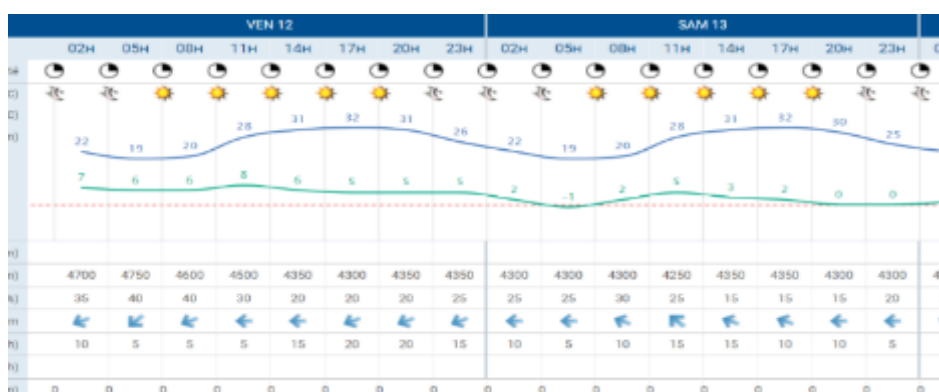 VEN 12 SAM 13
02H 05H 08H 11H 14H 17H 20H 23H 02H 05H 08H 11H 14H 17H 20H 23H
22 19 20 28 31 32 31 26 22 19 20 28 31 32 30 25
7 6 6 8 6 5 5 5 2 -1 2 5 3 2 0 0
4700 4750 4600 4500 4350 4300 4350 4350 4300 4300 4300 4250 4350 4350 4300 4300
35 40 40 30 20 20 20 25 25 25 30 25 15 15 15 20
10 5 5 5 15 20 20 15 10 5 10 15 15 10 10 5
0 0 0 0 0 0 0 0 0 0 0 0 0 0 0 0 0